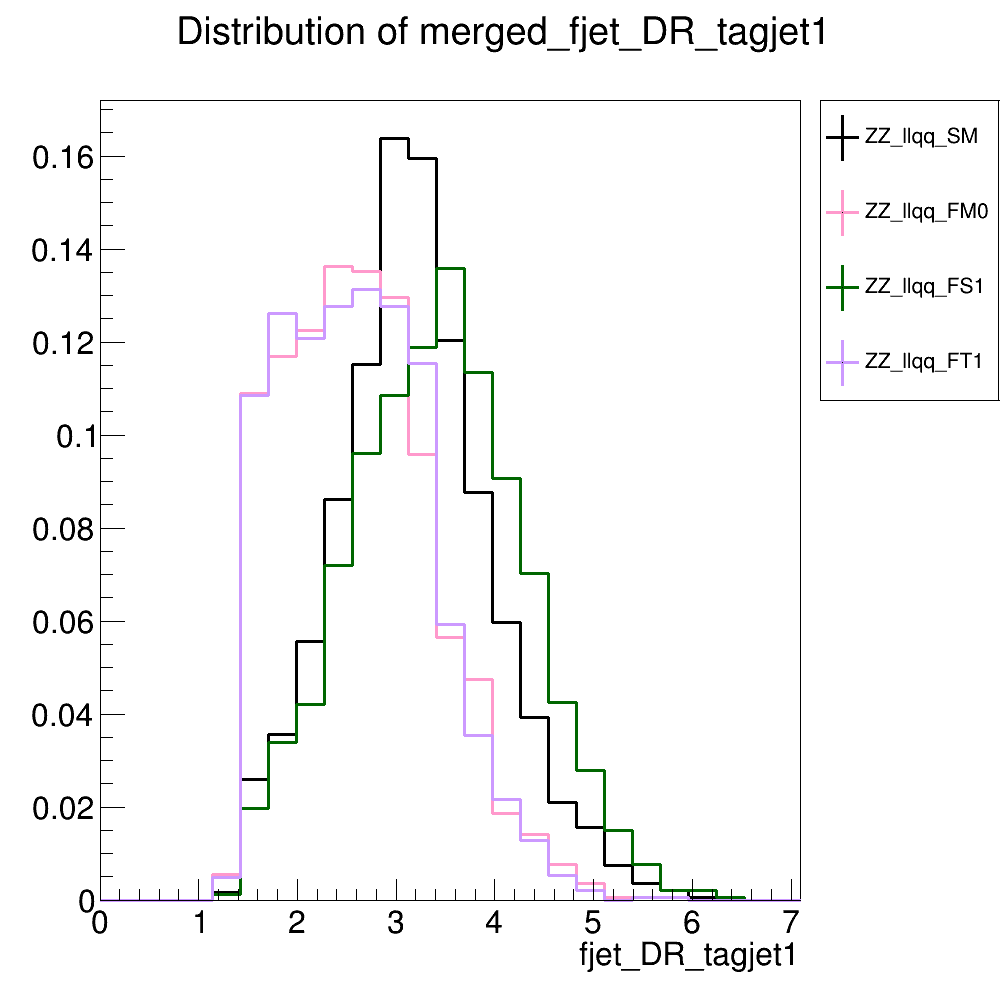 Distribution of merged_fjet_DR_tagjet1
ZZ_llqq_SM
ZZ_llqq_FM0
ZZ_llqq_FS1
ZZ_llqq_FT1
0.16
0.14
0.12
0.1
0.08
0.06
0.04
0.02
0
0 1 2 3 4 5 6 7
fjet_DR_tagjet1